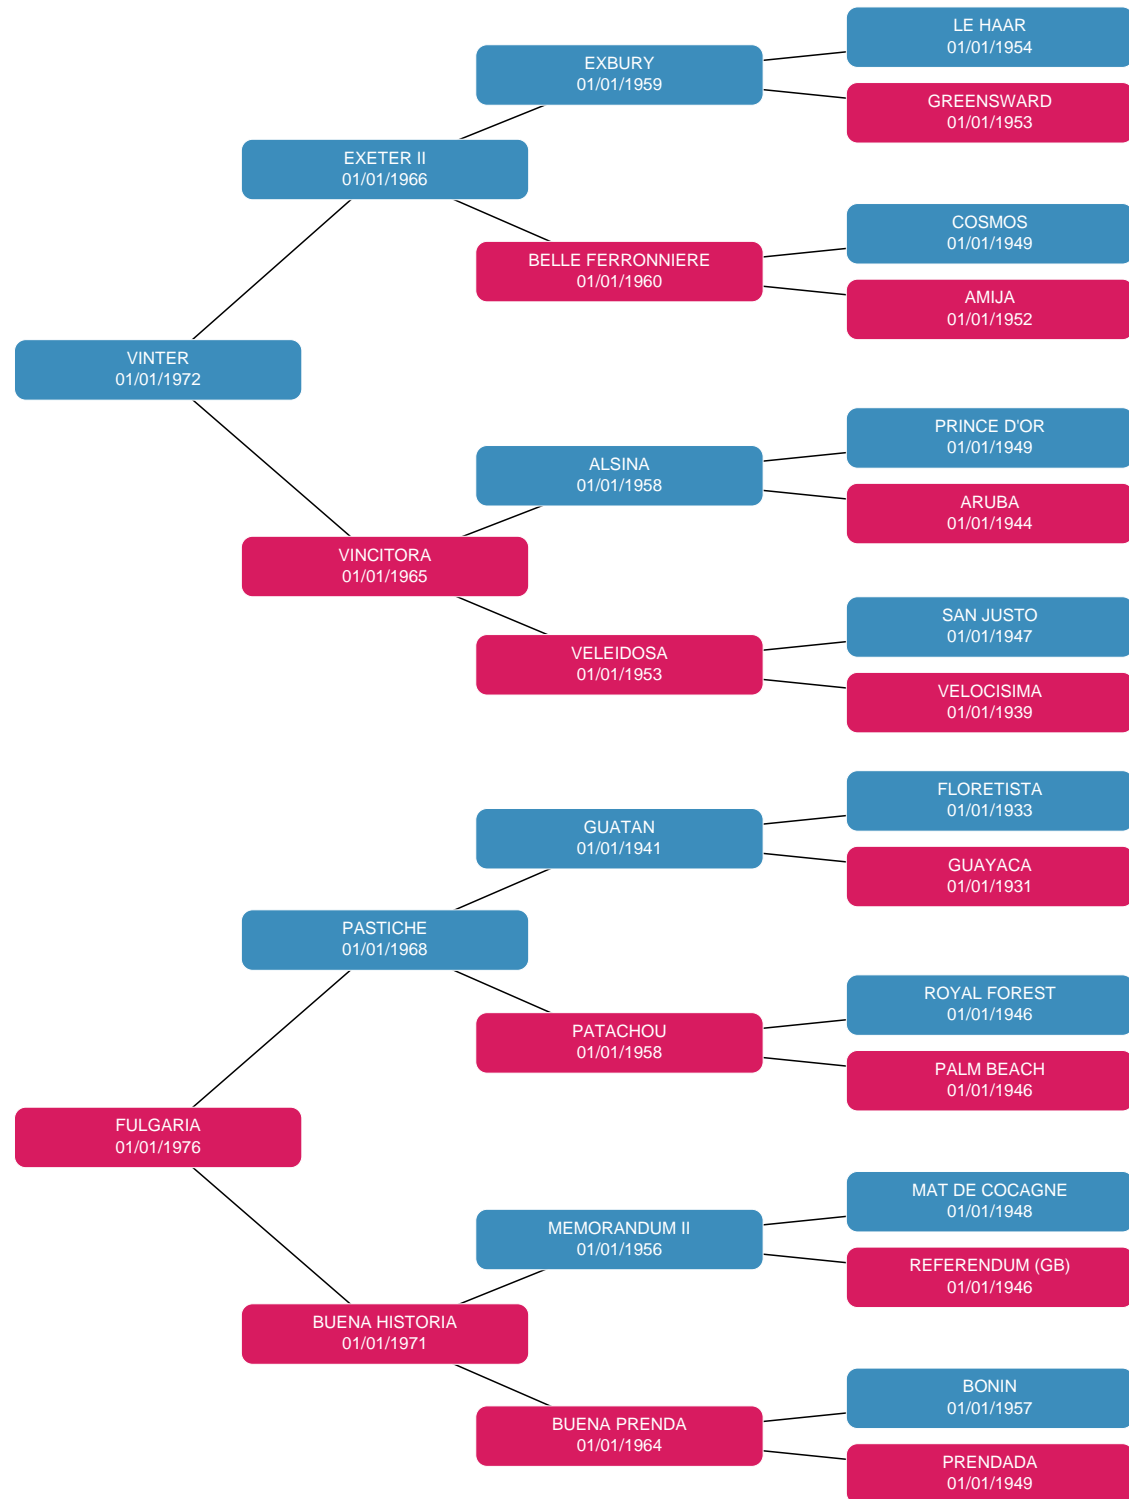 LE HAAR
01/01/1954
EXBURY
01/01/1959
GREENSWARD
01/01/1953
EXETER II
01/01/1966
COSMOS
01/01/1949
BELLE FERRONNIERE
01/01/1960
AMIJA
01/01/1952
VINTER
01/01/1972
PRINCE D'OR
01/01/1949
ALSINA
01/01/1958
ARUBA
01/01/1944
VINCITORA
01/01/1965
SAN JUSTO
01/01/1947
VELEIDOSA
01/01/1953
VELOCISIMA
01/01/1939
FLORETISTA
01/01/1933
GUATAN
01/01/1941
GUAYACA
01/01/1931
PASTICHE
01/01/1968
ROYAL FOREST
01/01/1946
PATACHOU
01/01/1958
PALM BEACH
01/01/1946
FULGARIA
01/01/1976
MAT DE COCAGNE
01/01/1948
MEMORANDUM II
01/01/1956
REFERENDUM (GB)
01/01/1946
BUENA HISTORIA
01/01/1971
BONIN
01/01/1957
BUENA PRENDA
01/01/1964
PRENDADA
01/01/1949